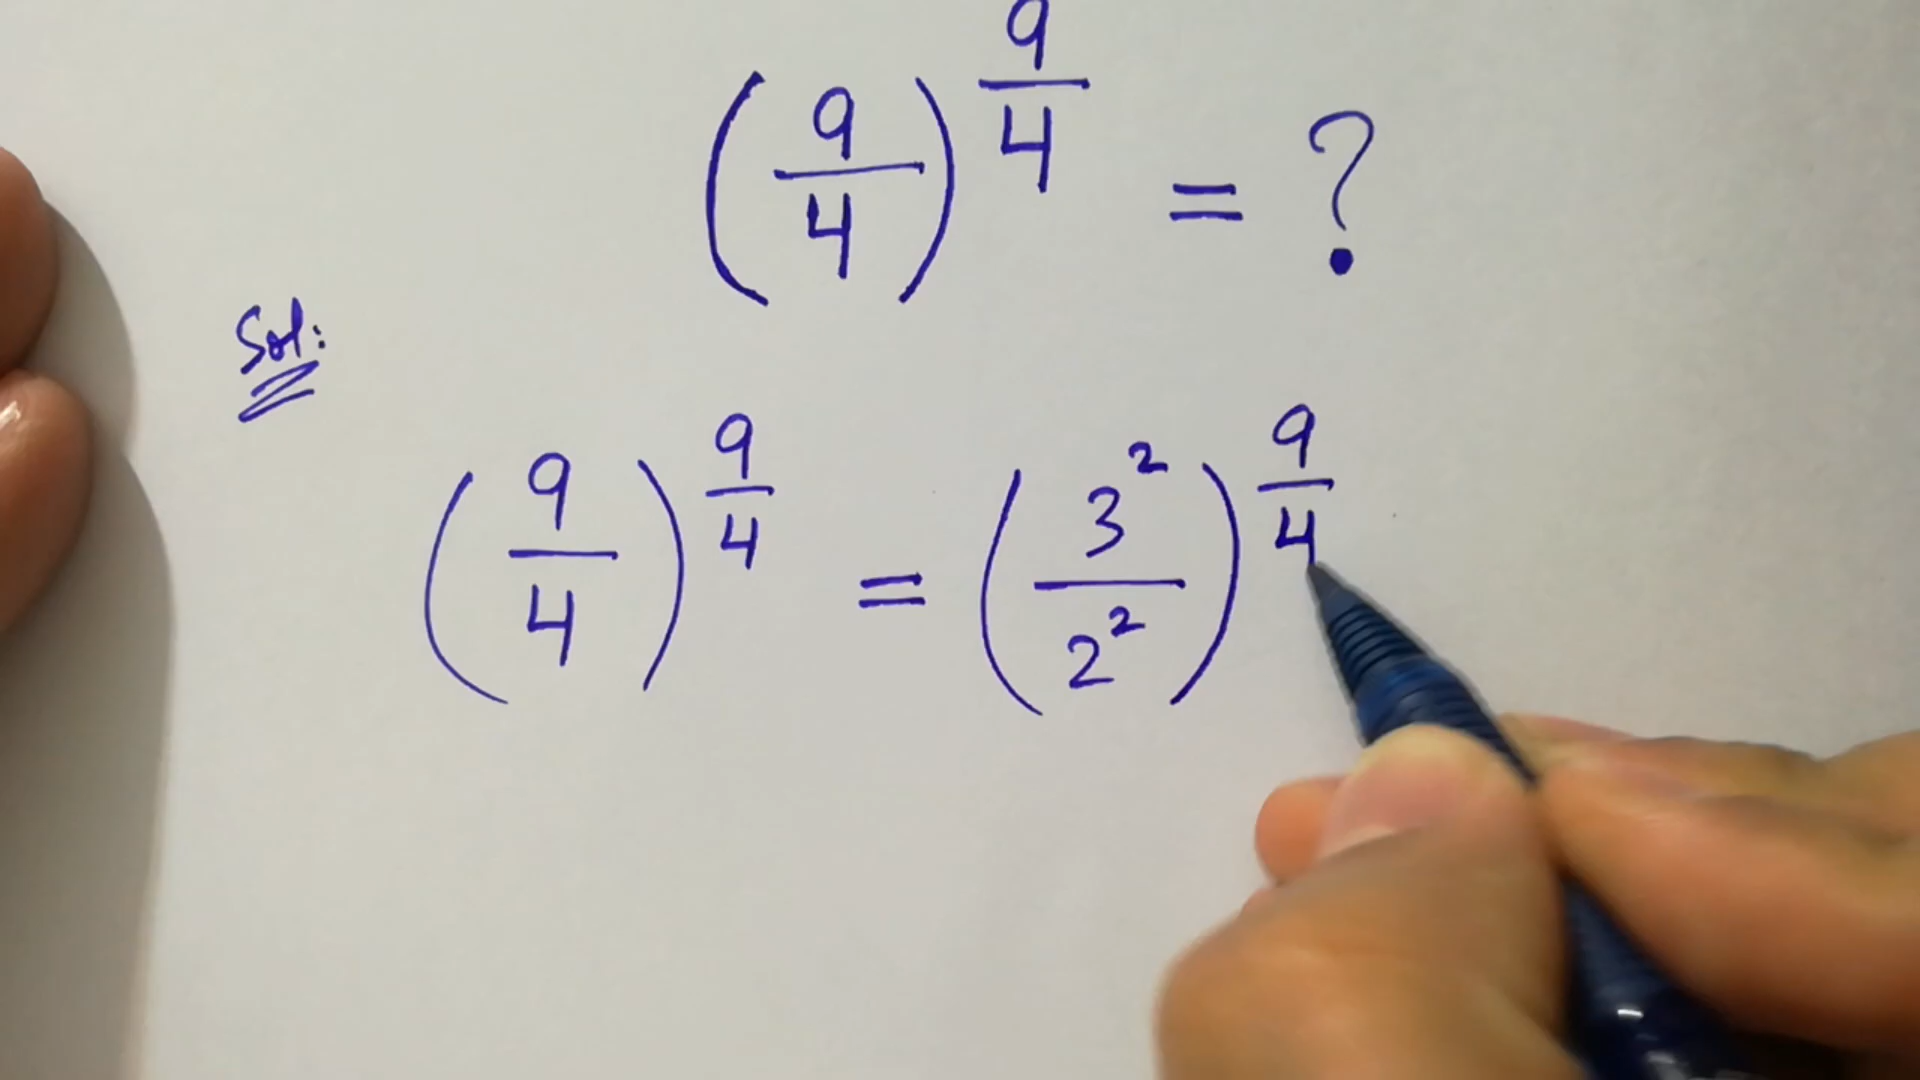 (9/4)^(9/4) = ?
Sol:
(9/4)^(9/4) = (3²/2²)^(9/4)